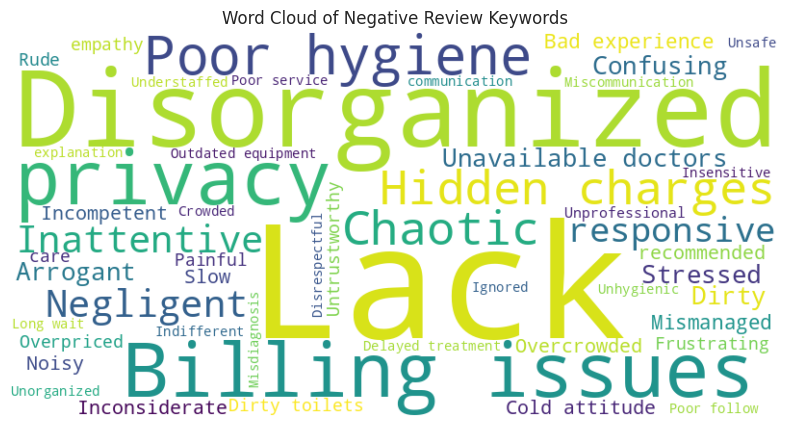 Word Cloud of Negative Review Keywords
empathy
Poor hygiene
Bad experience
Unsafe
Rude
Confusing
Understaffed
Poor service
communication
Miscommunication
Disorganized
explanation
Outdated equipment
Unavailable doctors
Insensitive
privacy
Hidden charges
Incompetent
Crowded
Unprofessional
Inattentive
Chaotic
responsive
care
Painful
recommended
Arrogant
Slow
Disrespectful
Untrustworthy
Lack
Ignored
Stressed
Unhygienic
Negligent
Dirty
Long wait
Indifferent
Misdiagnosis
Mismanaged
Overpriced
Delayed treatment
Overcrowded
Frustrating
Noisy
Billing issues
Unorganized
Inconsiderate
Dirty toilets
Cold attitude
Poor follow